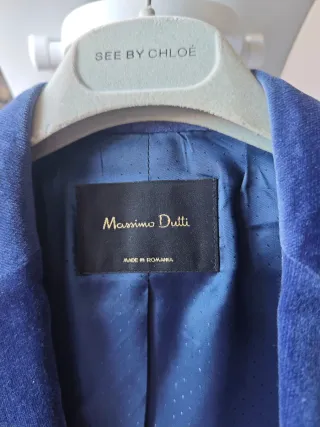 SEE BY CHLOÉ
Massimo Dutti
MADE IN ROMANIA